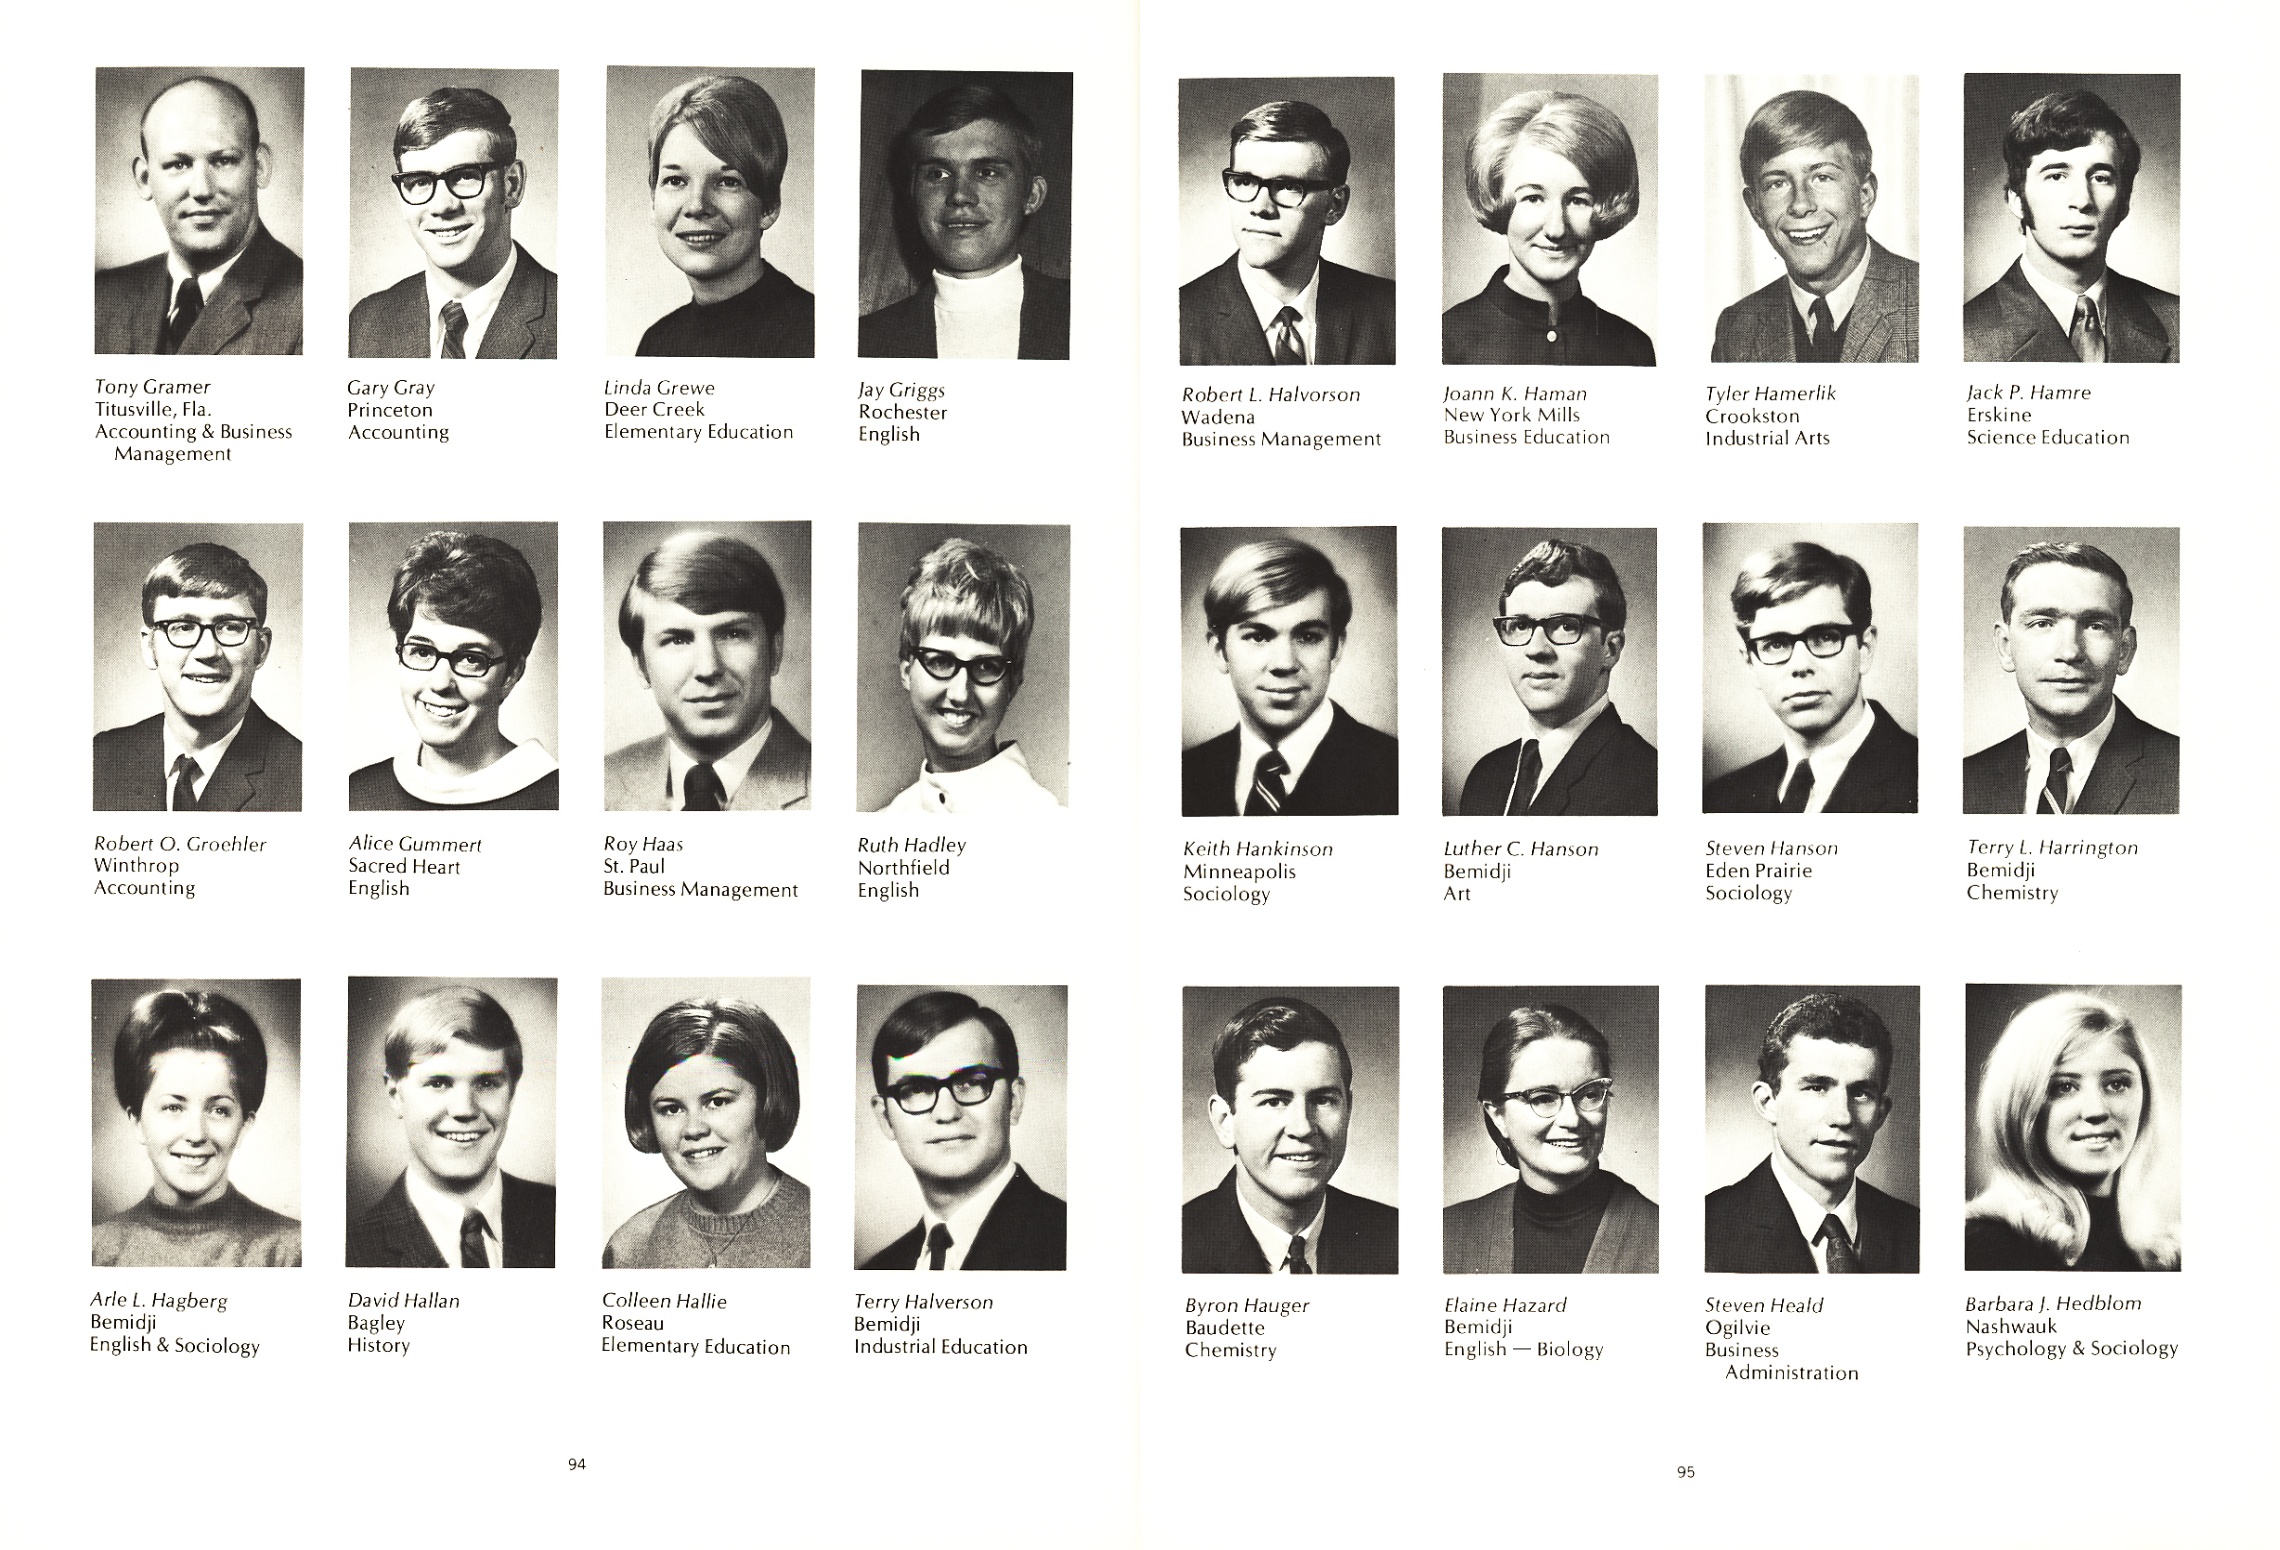 Tony Gramer
Titusville, Fla.
Accounting & Business
Management
Gary Gray
Princeton
Accounting
Linda Grewe
Deer Creek
Elementary Education
Jay Griggs
Rochester
English
Robert O. Groehler
Winthrop
Accounting
Alice Gummert
Sacred Heart
English
Roy Haas
St. Paul
Business Management
Ruth Hadley
Northfield
English
Arle L. Hagberg
Bemidji
English & Sociology
David Hallan
Bagley
History
Colleen Hallie
Roseau
Elementary Education
Terry Halverson
Bemidji
Industrial Education
94
Robert L. Halvorson
Wadena
Business Management
Joann K. Haman
New York Mills
Business Education
Tyler Hamerlik
Crookston
Industrial Arts
Jack P. Hamre
Erskine
Science Education
Keith Hankinson
Minneapolis
Sociology
Luther C. Hanson
Bemidji
Art
Steven Hanson
Eden Prairie
Sociology
Terry L. Harrington
Bemidji
Chemistry
Byron Hauger
Baudette
Chemistry
Elaine Hazard
Bemidji
English — Biology
Steven Heald
Ogilvie
Business
Administration
Barbara J. Hedblom
Nashwauk
Psychology & Sociology
95